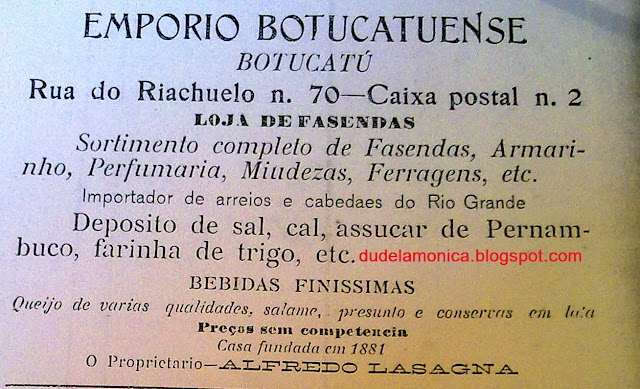 EMPORIO BOTUCATUENSE
BOTUCATÚ
Rua do Riachuelo n. 70—Caixa postal n. 2
LOJA DE FASENDAS
Sortimento completo de Fasendas, Armari-
nho, Perfumaria, Miudezas, Ferragens, etc.
Importador de arreios e cabedaes do Rio Grande
Deposito de sal, cal, assucar de Pernam-
buco, farinha de trigo, etc. dudelamonica.blogspot.com
BEBIDAS FINISSIMAS
Queijo de varias qualidades, salame, presunto e conservas em lata
Preços sem competencia
Casa fundada em 1881
O Proprietario—ALFREDO LASAGNA